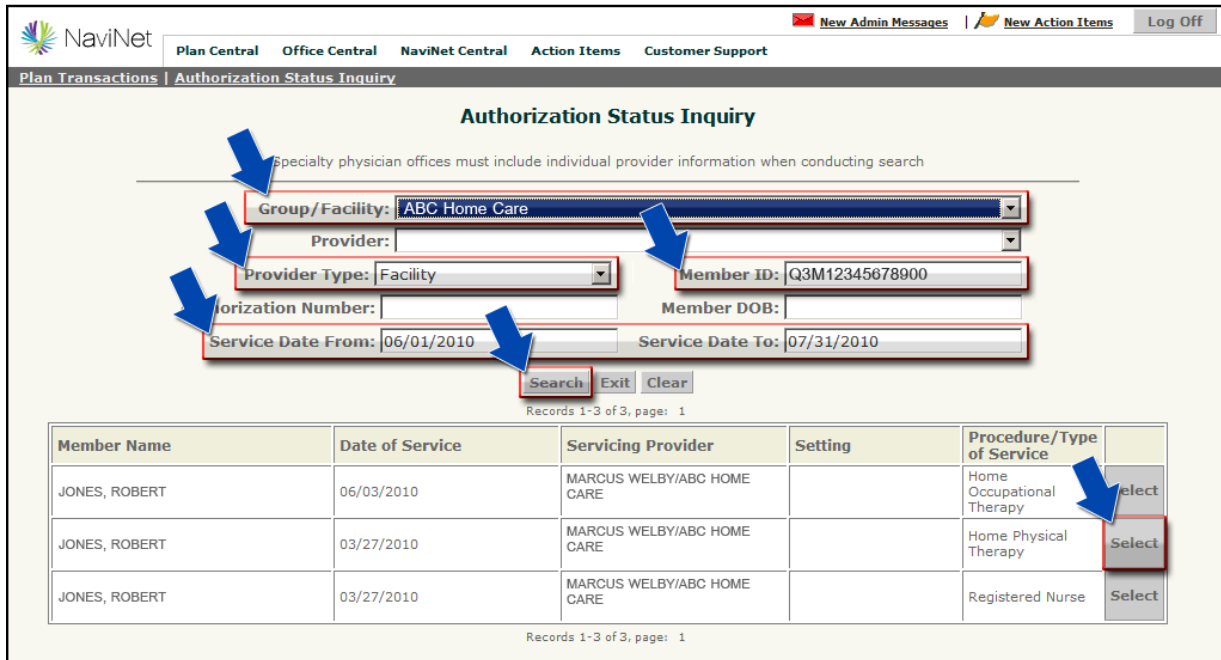 New Admin Messages | New Action Items Log Off
NaviNet
Plan Central Office Central NaviNet Central Action Items Customer Support
Plan Transactions | Authorization Status Inquiry
Authorization Status Inquiry
Specialty physician offices must include individual provider information when conducting search
Group/Facility: ABC Home Care
Provider:
Provider Type: Facility Member ID: Q3M12345678900
Number: Member DOB:
Service Date From: 06/01/2010 Service Date To: 07/31/2010
Search Exit Clear
Records 1-3 of 3, page: 1
Member Name Date of Service Servicing Provider Setting Procedure/Type of Service
JONES, ROBERT 06/03/2010 MARCUS WELBY/ABC HOME CARE Home Occupational Therapy Select
JONES, ROBERT 03/27/2010 MARCUS WELBY/ABC HOME CARE Home Physical Therapy Select
JONES, ROBERT 03/27/2010 MARCUS WELBY/ABC HOME CARE Registered Nurse Select
Records 1-3 of 3, page: 1